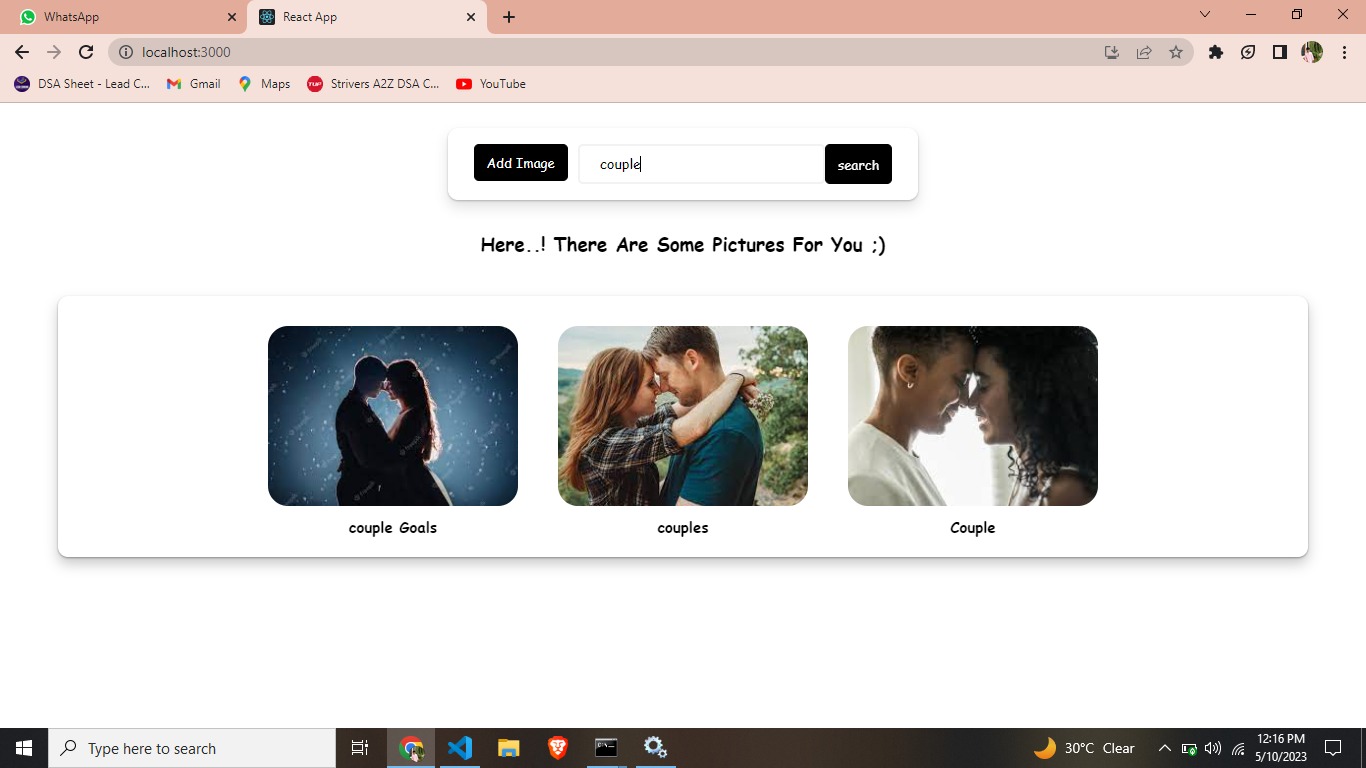 WhatsApp
React App
localhost:3000
DSA Sheet - Lead C...
Gmail
Maps
Strivers A2Z DSA C...
YouTube
Add Image
couple
search
Here..! There Are Some Pictures For You ;)
couple Goals
couples
Couple
Type here to search
30°C Clear
12:16 PM
5/10/2023